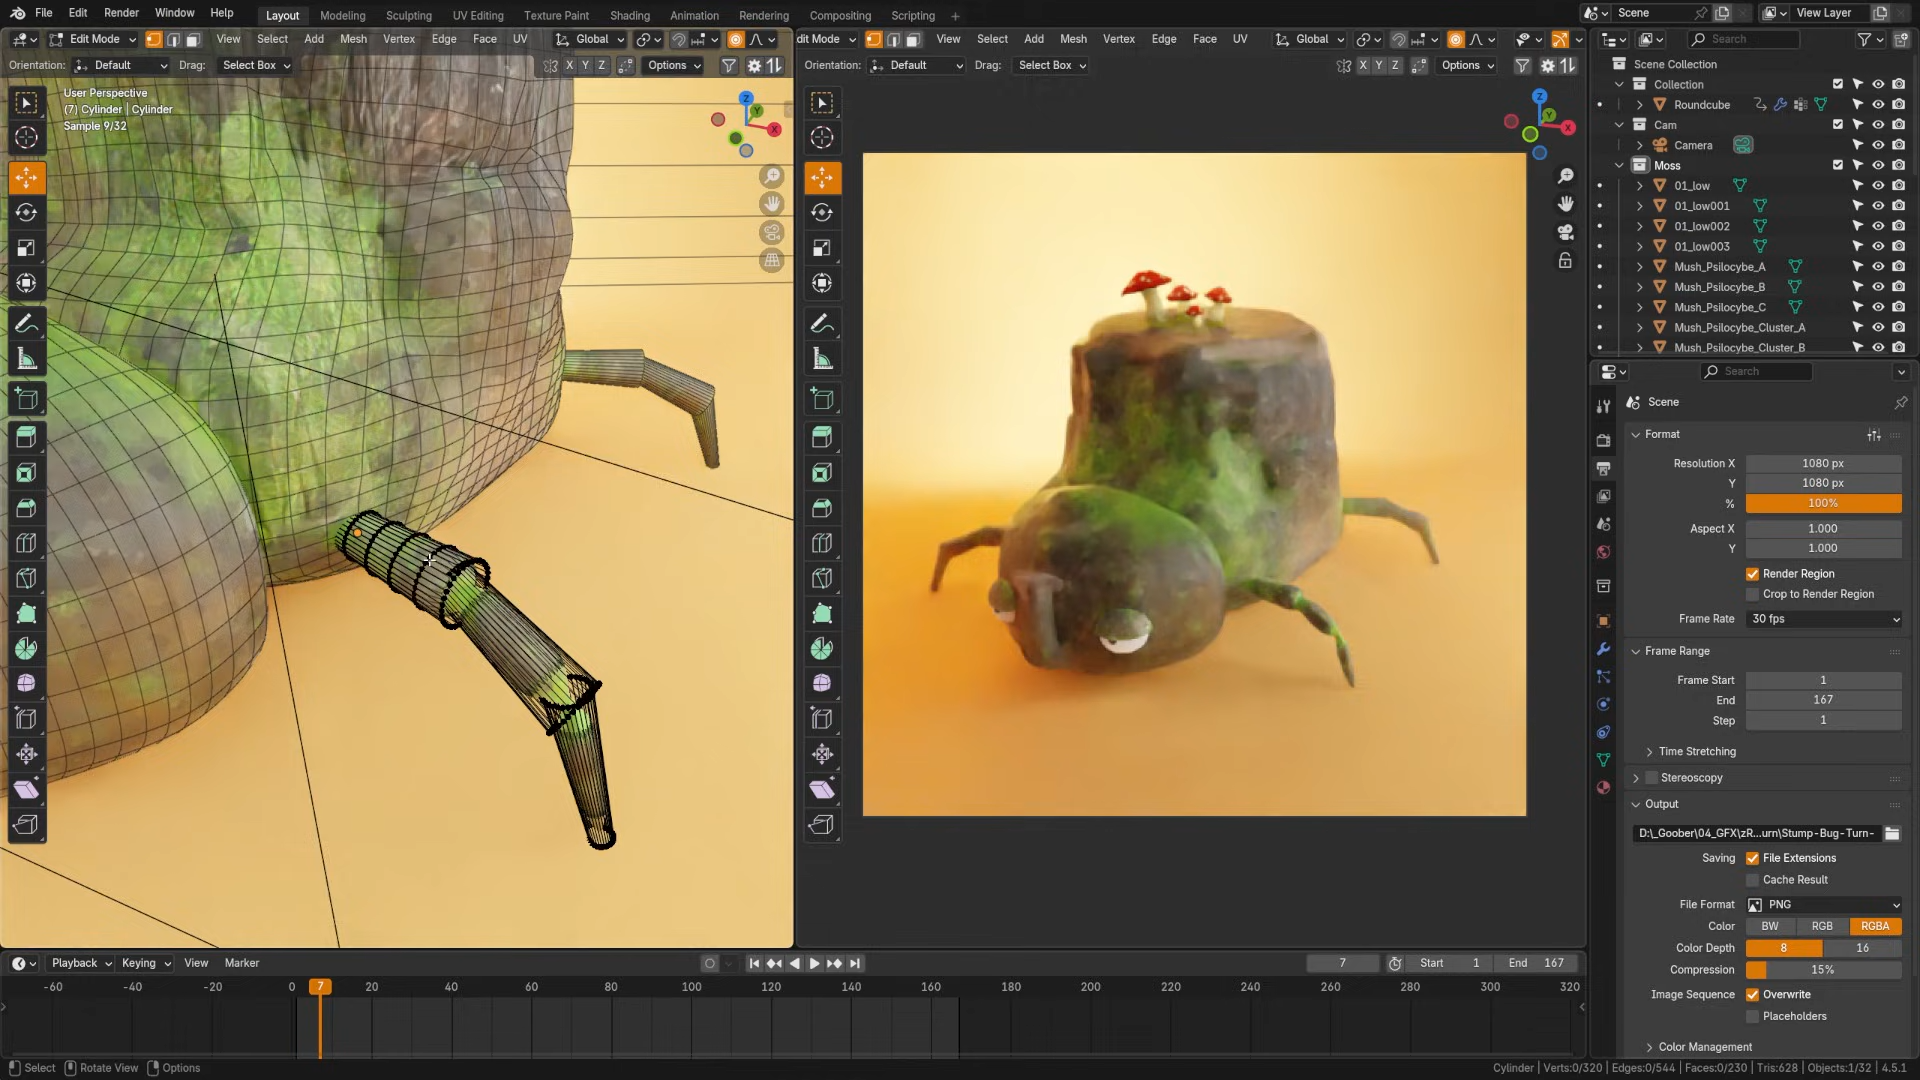 File Edit Render Window Help Layout Modeling Sculpting UV Editing Texture Paint Shading Animation Rendering Compositing Scripting + Scene View Layer
Edit Mode View Select Add Mesh Vertex Edge Face UV Global
dit Mode View Select Add Mesh Vertex Edge Face UV Global
Search
Orientation: Default Drag: Select Box X Y Z Options
Orientation: Default Drag: Select Box X Y Z Options
User Perspective
(7) Cylinder | Cylinder
Sample 9/32
Z
Y
X
Z
Y
X
Scene Collection
Collection
Roundcube
Cam
Camera
Moss
01_low
01_low001
01_low002
01_low003
Mush_Psilocybe_A
Mush_Psilocybe_B
Mush_Psilocybe_C
Mush_Psilocybe_Cluster_A
Mush_Psilocybe_Cluster_B
Search
Scene
Format
Resolution X 1080 px
Y 1080 px
% 100%
Aspect X 1.000
Y 1.000
Render Region
Crop to Render Region
Frame Rate 30 fps
Frame Range
Frame Start 1
End 167
Step 1
Time Stretching
Stereoscopy
Output
D:\_Goober\04_GFX\zR...urn\Stump-Bug-Turn-
Saving File Extensions
Cache Result
File Format PNG
Color BW RGB RGBA
Color Depth 8 16
Compression 15%
Image Sequence Overwrite
Placeholders
Color Management
Playback Keying View Marker 7 Start 1 End 167
-60 -40 -20 0 7 20 40 60 80 100 120 140 160 180 200 220 240 260 280 300 320
Select Rotate View Options Cylinder | Verts:0/320 | Edges:0/544 | Faces:0/230 | Tris:628 | Objects:1/32 | 4.5.1